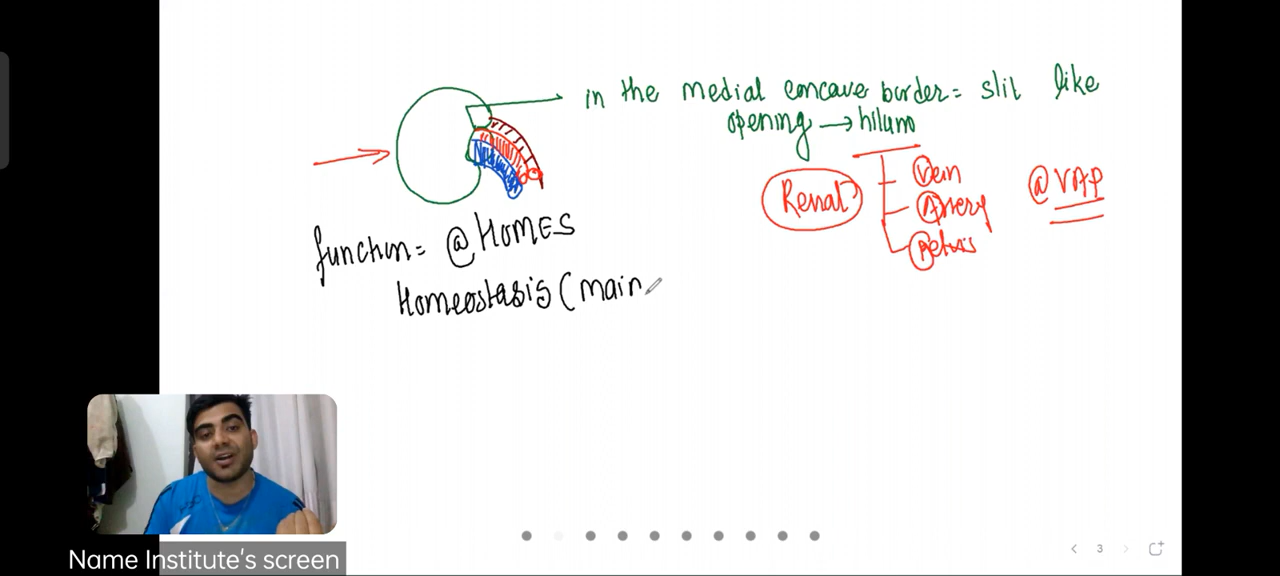 in the medial concave border= slit like
opening → hilum
Renal
Vein
Artery
Pelvis
@ VAP
function= @ HOMES
Homeostasis (main
Name Institute's screen
3